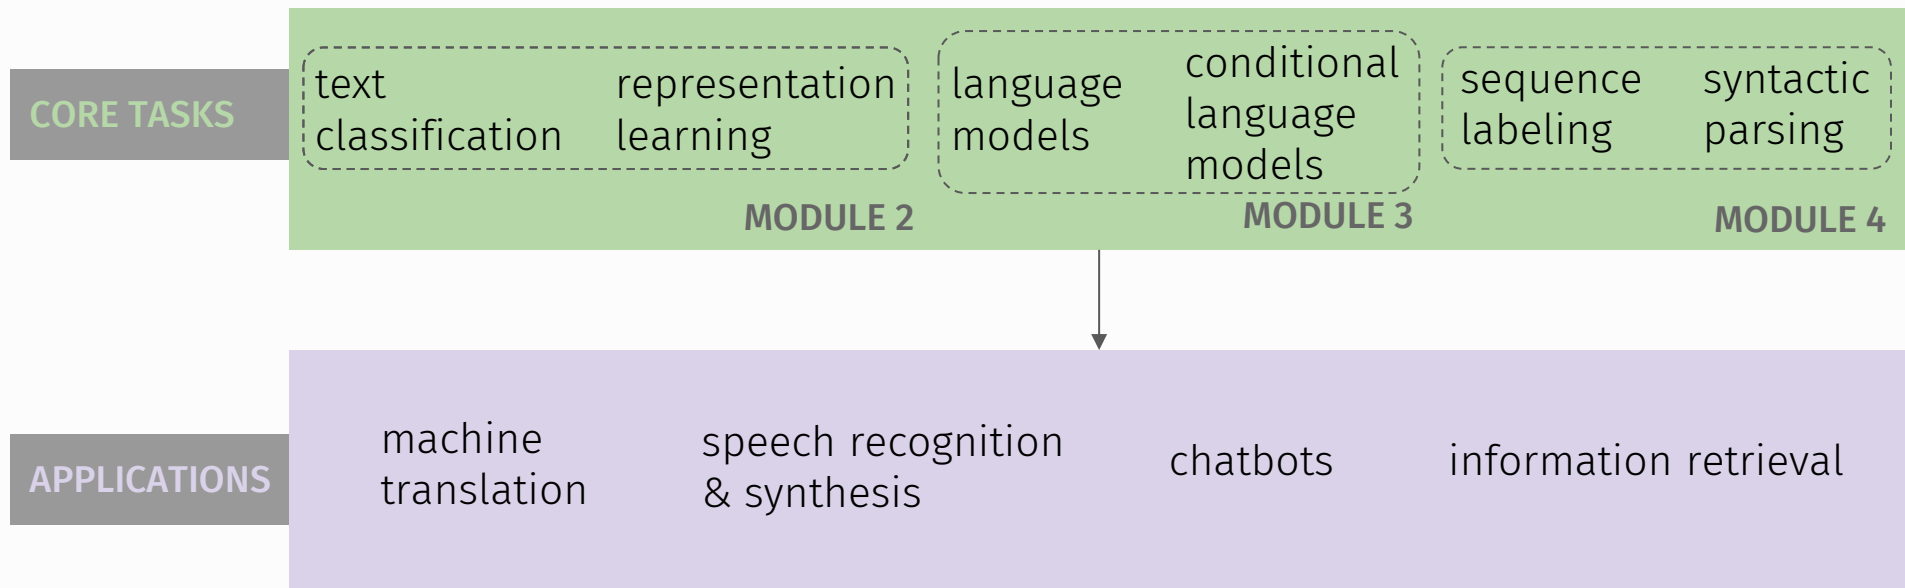 CORE TASKS
text
classification
representation
learning
MODULE 2
language
models
conditional
language
models
MODULE 3
sequence
labeling
syntactic
parsing
MODULE 4
APPLICATIONS
machine
translation
speech recognition
& synthesis
chatbots
information retrieval